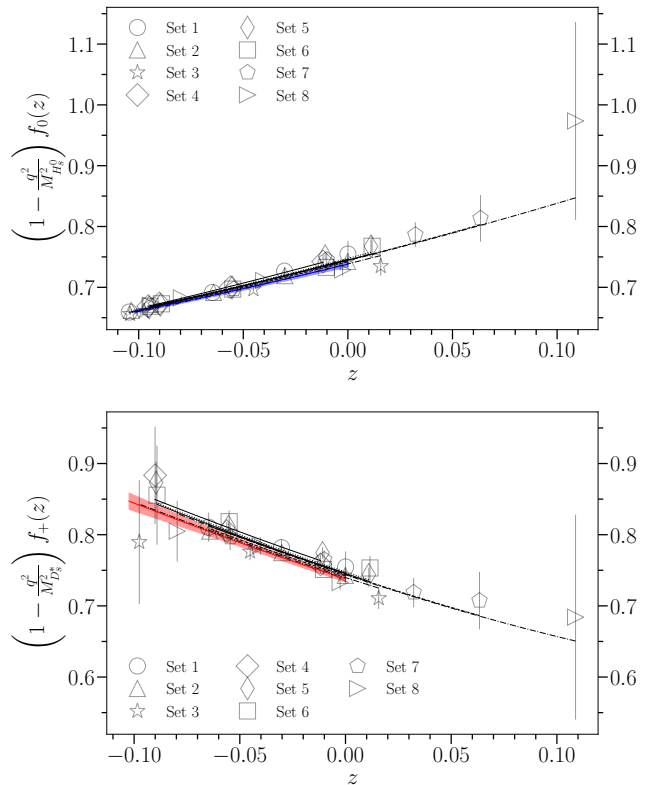 (1 − q²/M²_{H_s^0}) f₀(z)
1.1
1.0
0.9
0.8
0.7
1.1
1.0
0.9
0.8
0.7
Set 1
Set 2
Set 3
Set 4
Set 5
Set 6
Set 7
Set 8
−0.10
−0.05
0.00
0.05
0.10
z
(1 − q²/M²_{D_s^*}) f₊(z)
0.9
0.8
0.7
0.6
0.9
0.8
0.7
0.6
Set 1
Set 2
Set 3
Set 4
Set 5
Set 6
Set 7
Set 8
−0.10
−0.05
0.00
0.05
0.10
z